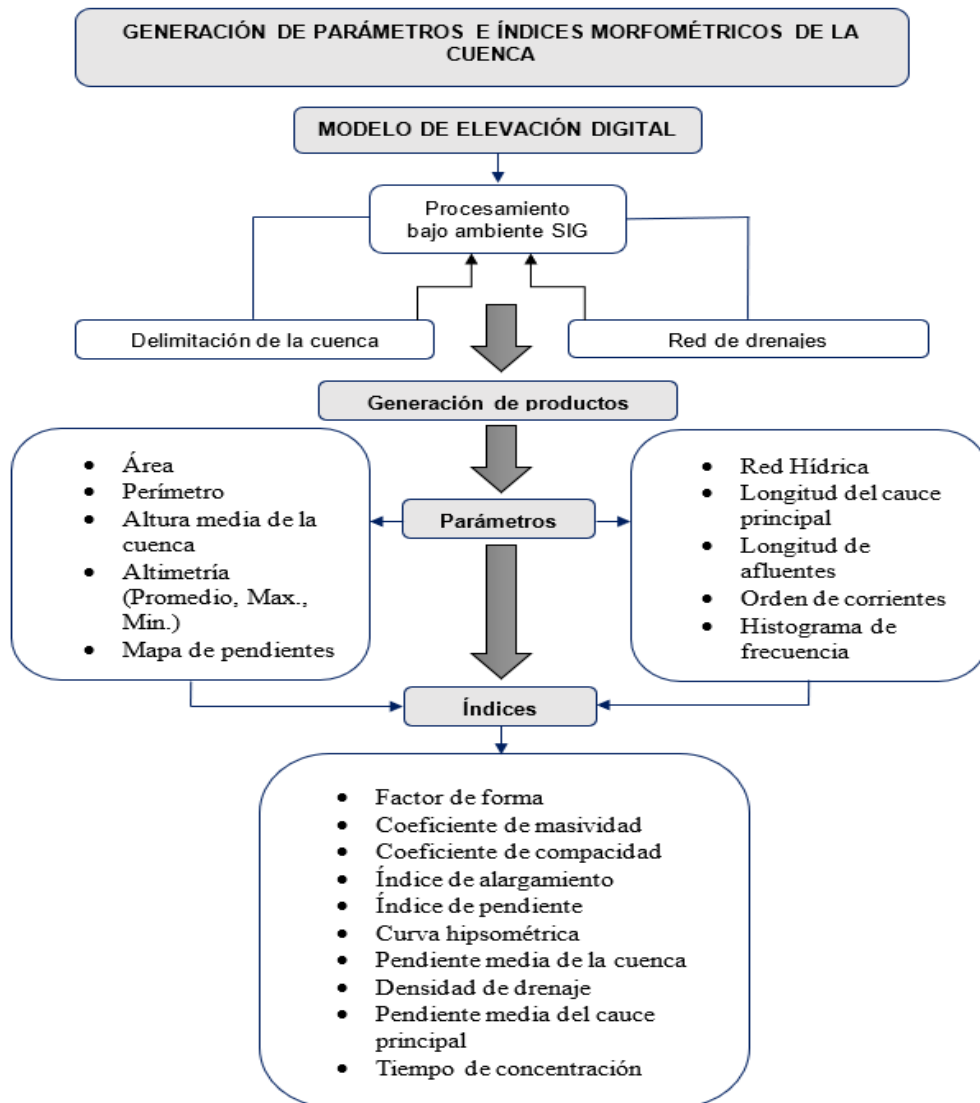 GENERACIÓN DE PARÁMETROS E ÍNDICES MORFOMÉTRICOS DE LA
CUENCA
MODELO DE ELEVACIÓN DIGITAL
Procesamiento
bajo ambiente SIG
Delimitación de la cuenca
Red de drenajes
Generación de productos
• Área
• Perímetro
• Altura media de la
cuenca
• Altimetría
(Promedio, Max.,
Min.)
• Mapa de pendientes
Parámetros
• Red Hídrica
• Longitud del cauce
principal
• Longitud de
afluentes
• Orden de corrientes
• Histograma de
frecuencia
Índices
• Factor de forma
• Coeficiente de masividad
• Coeficiente de compacidad
• Índice de alargamiento
• Índice de pendiente
• Curva hipsométrica
• Pendiente media de la cuenca
• Densidad de drenaje
• Pendiente media del cauce
principal
• Tiempo de concentración